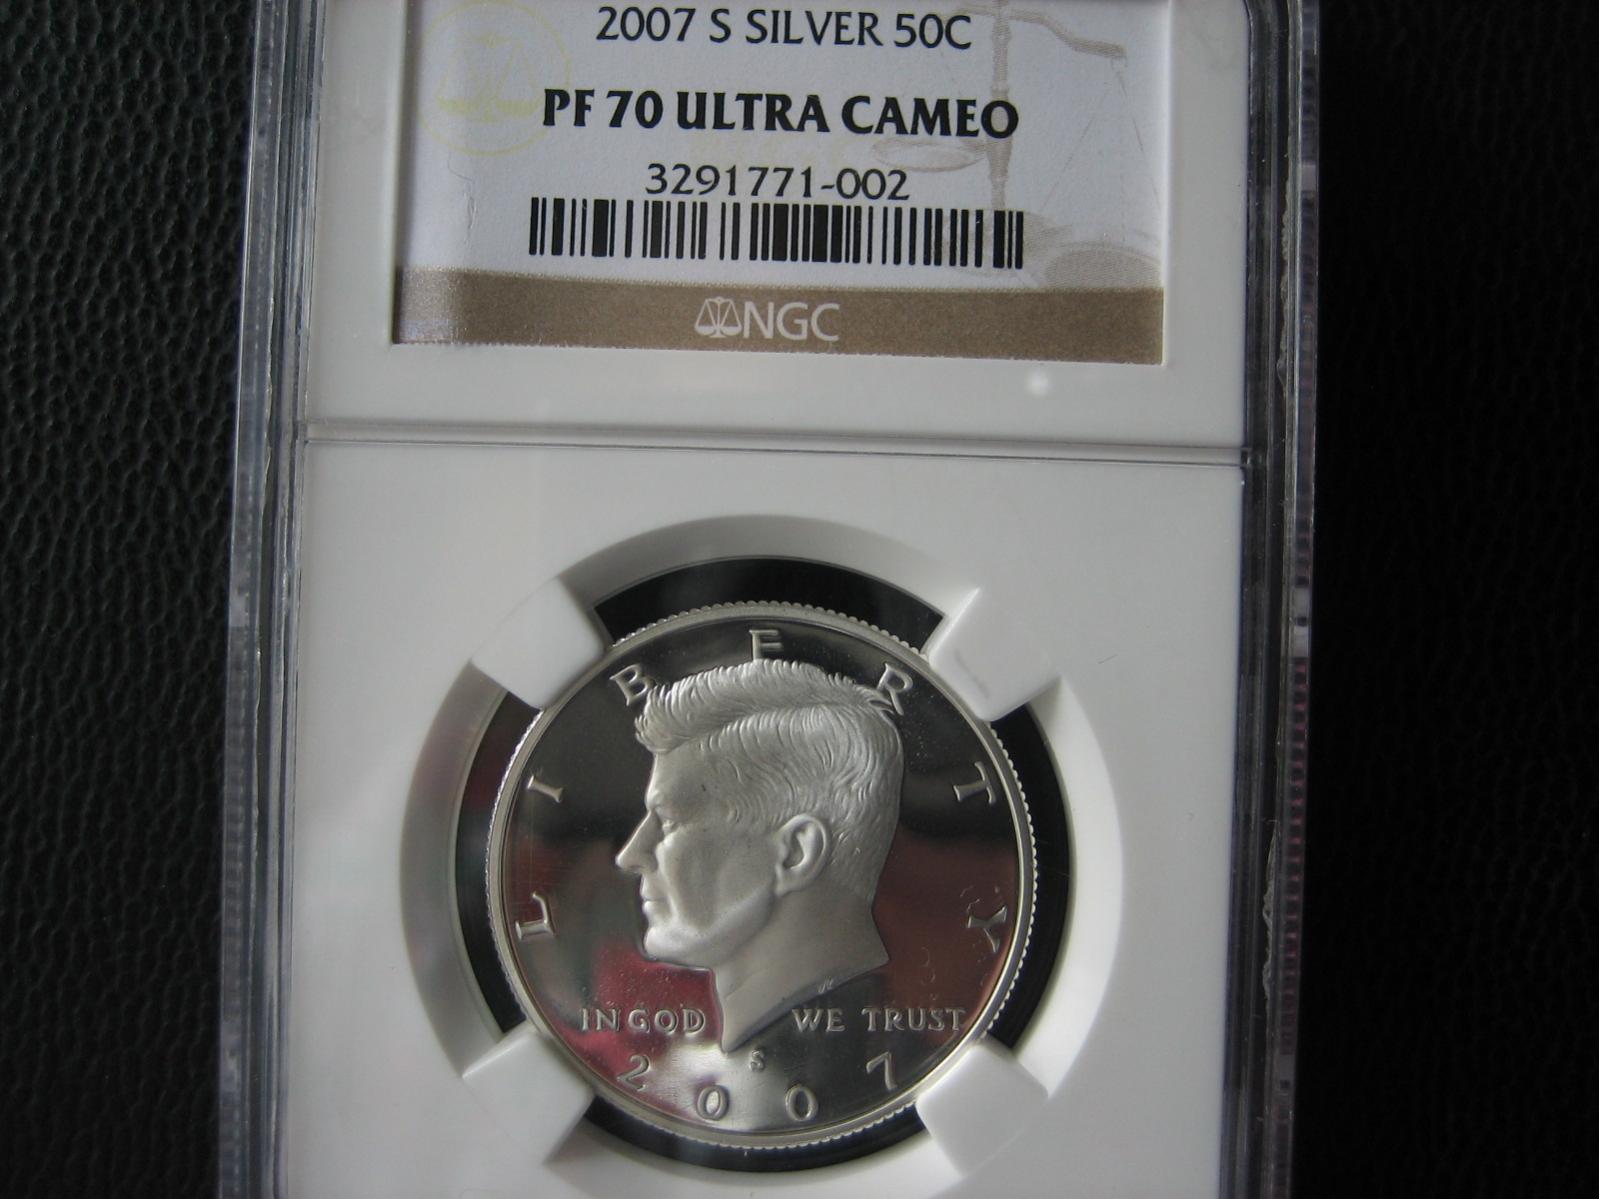 2007 S SILVER 50C
PF 70 ULTRA CAMEO
3291771-002
NGC
LIBERTY
IN GOD WE TRUST
S
2007